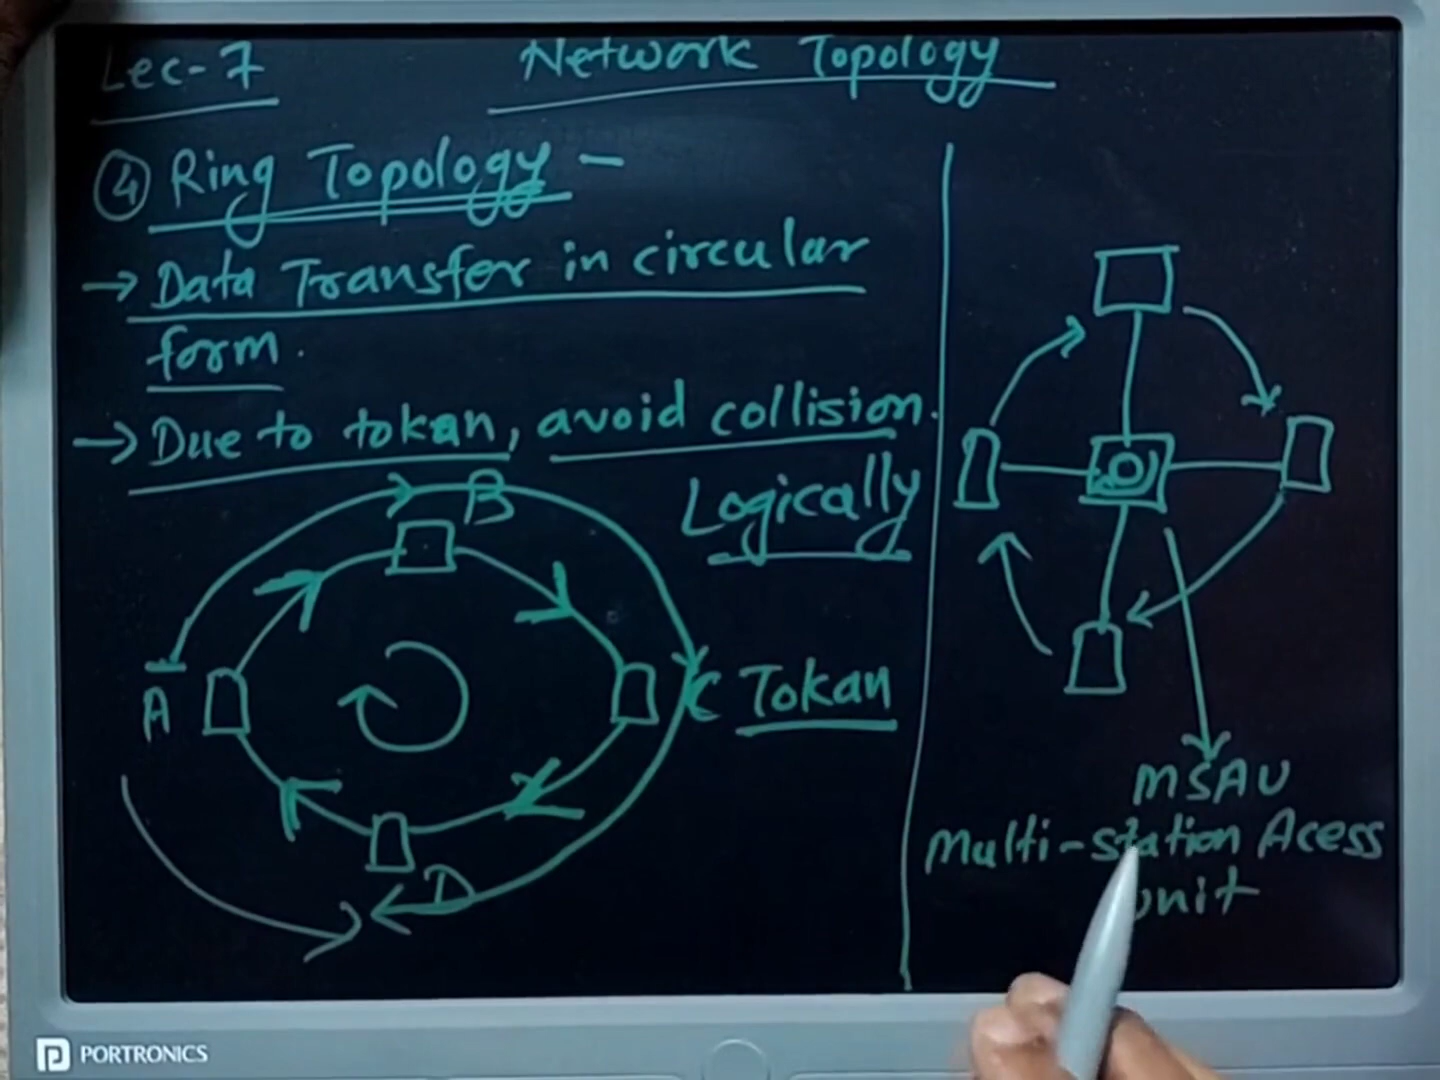 Lec-7
Network Topology
④ Ring Topology -
→ Data Transfer in circular
form.
→ Due to tokan, avoid collision.
Logically
B
A
C Tokan
D
MSAU
Multi-station Acess
unit
PORTRONICS